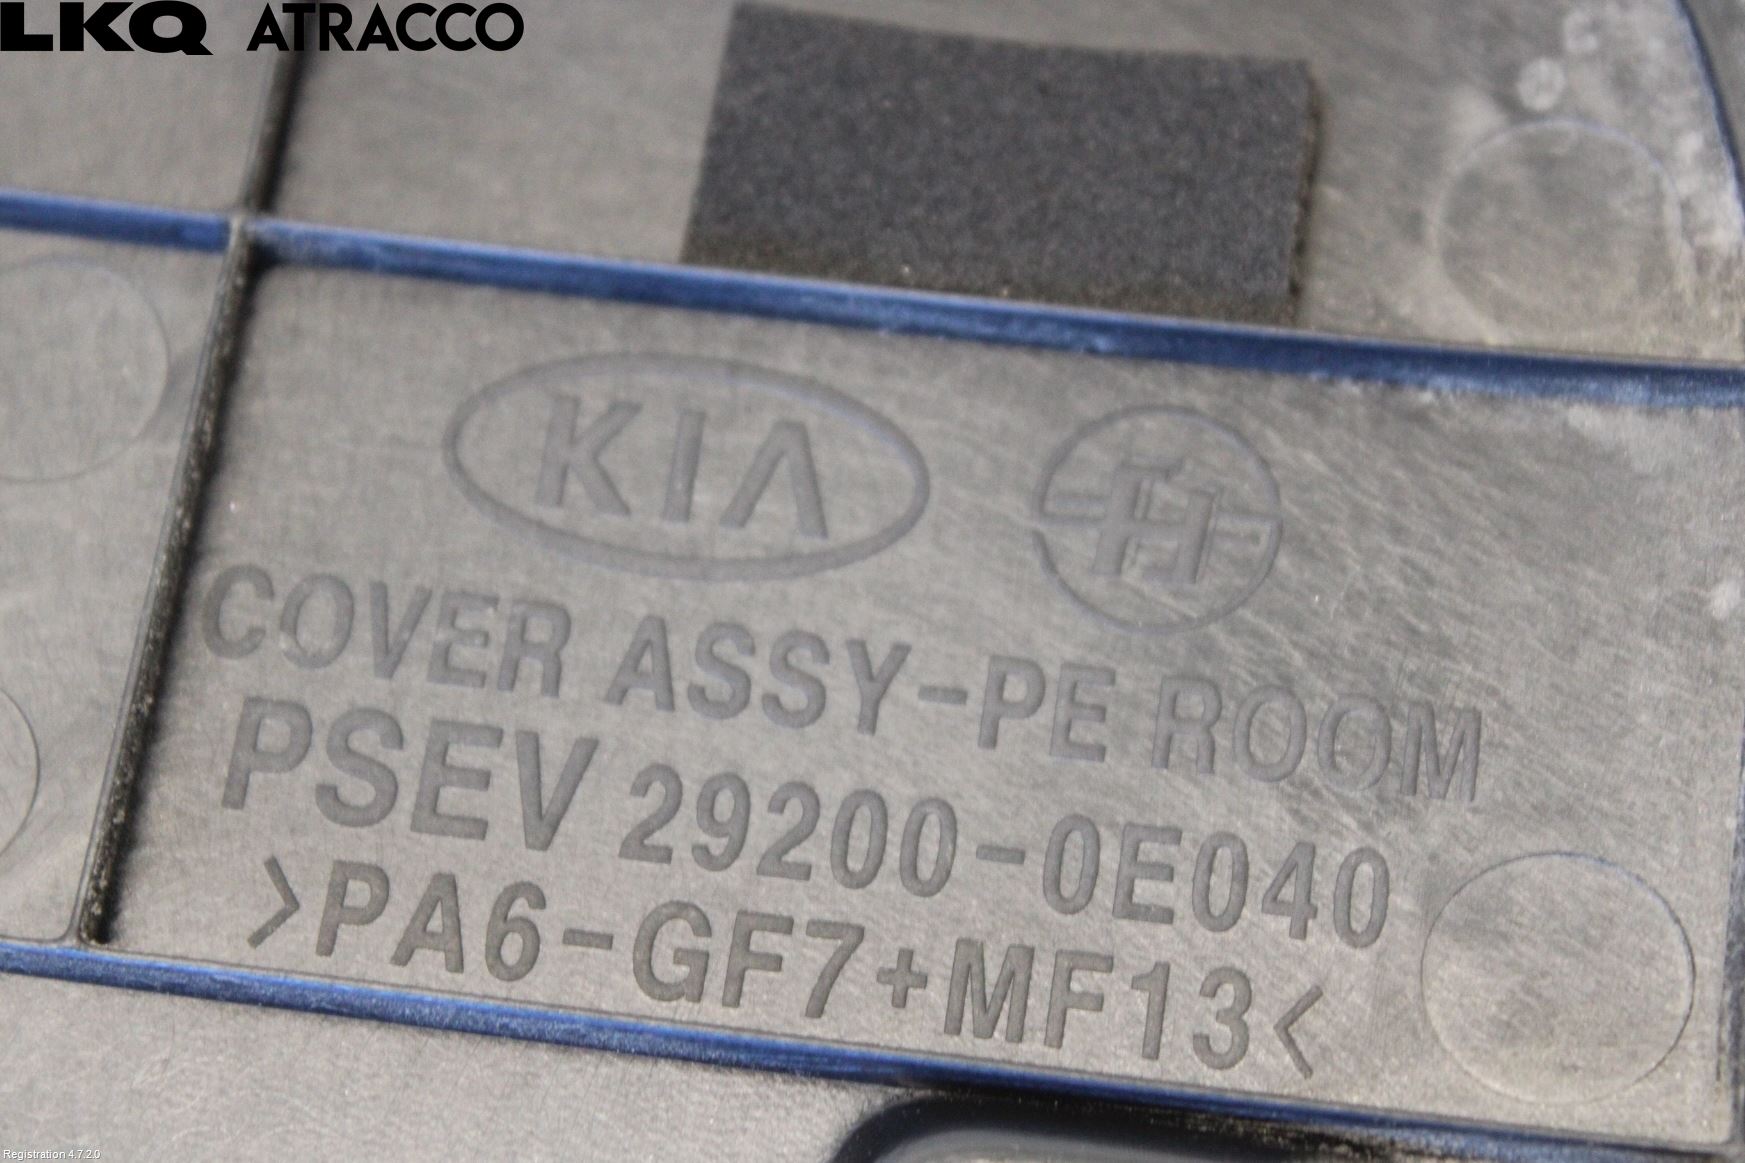 LKQ ATRACCO
KIA H
COVER ASSY-PE ROOM
PSEV 29200-0E040
>PA6-GF7+MF13<
Registration 4.7.2.0